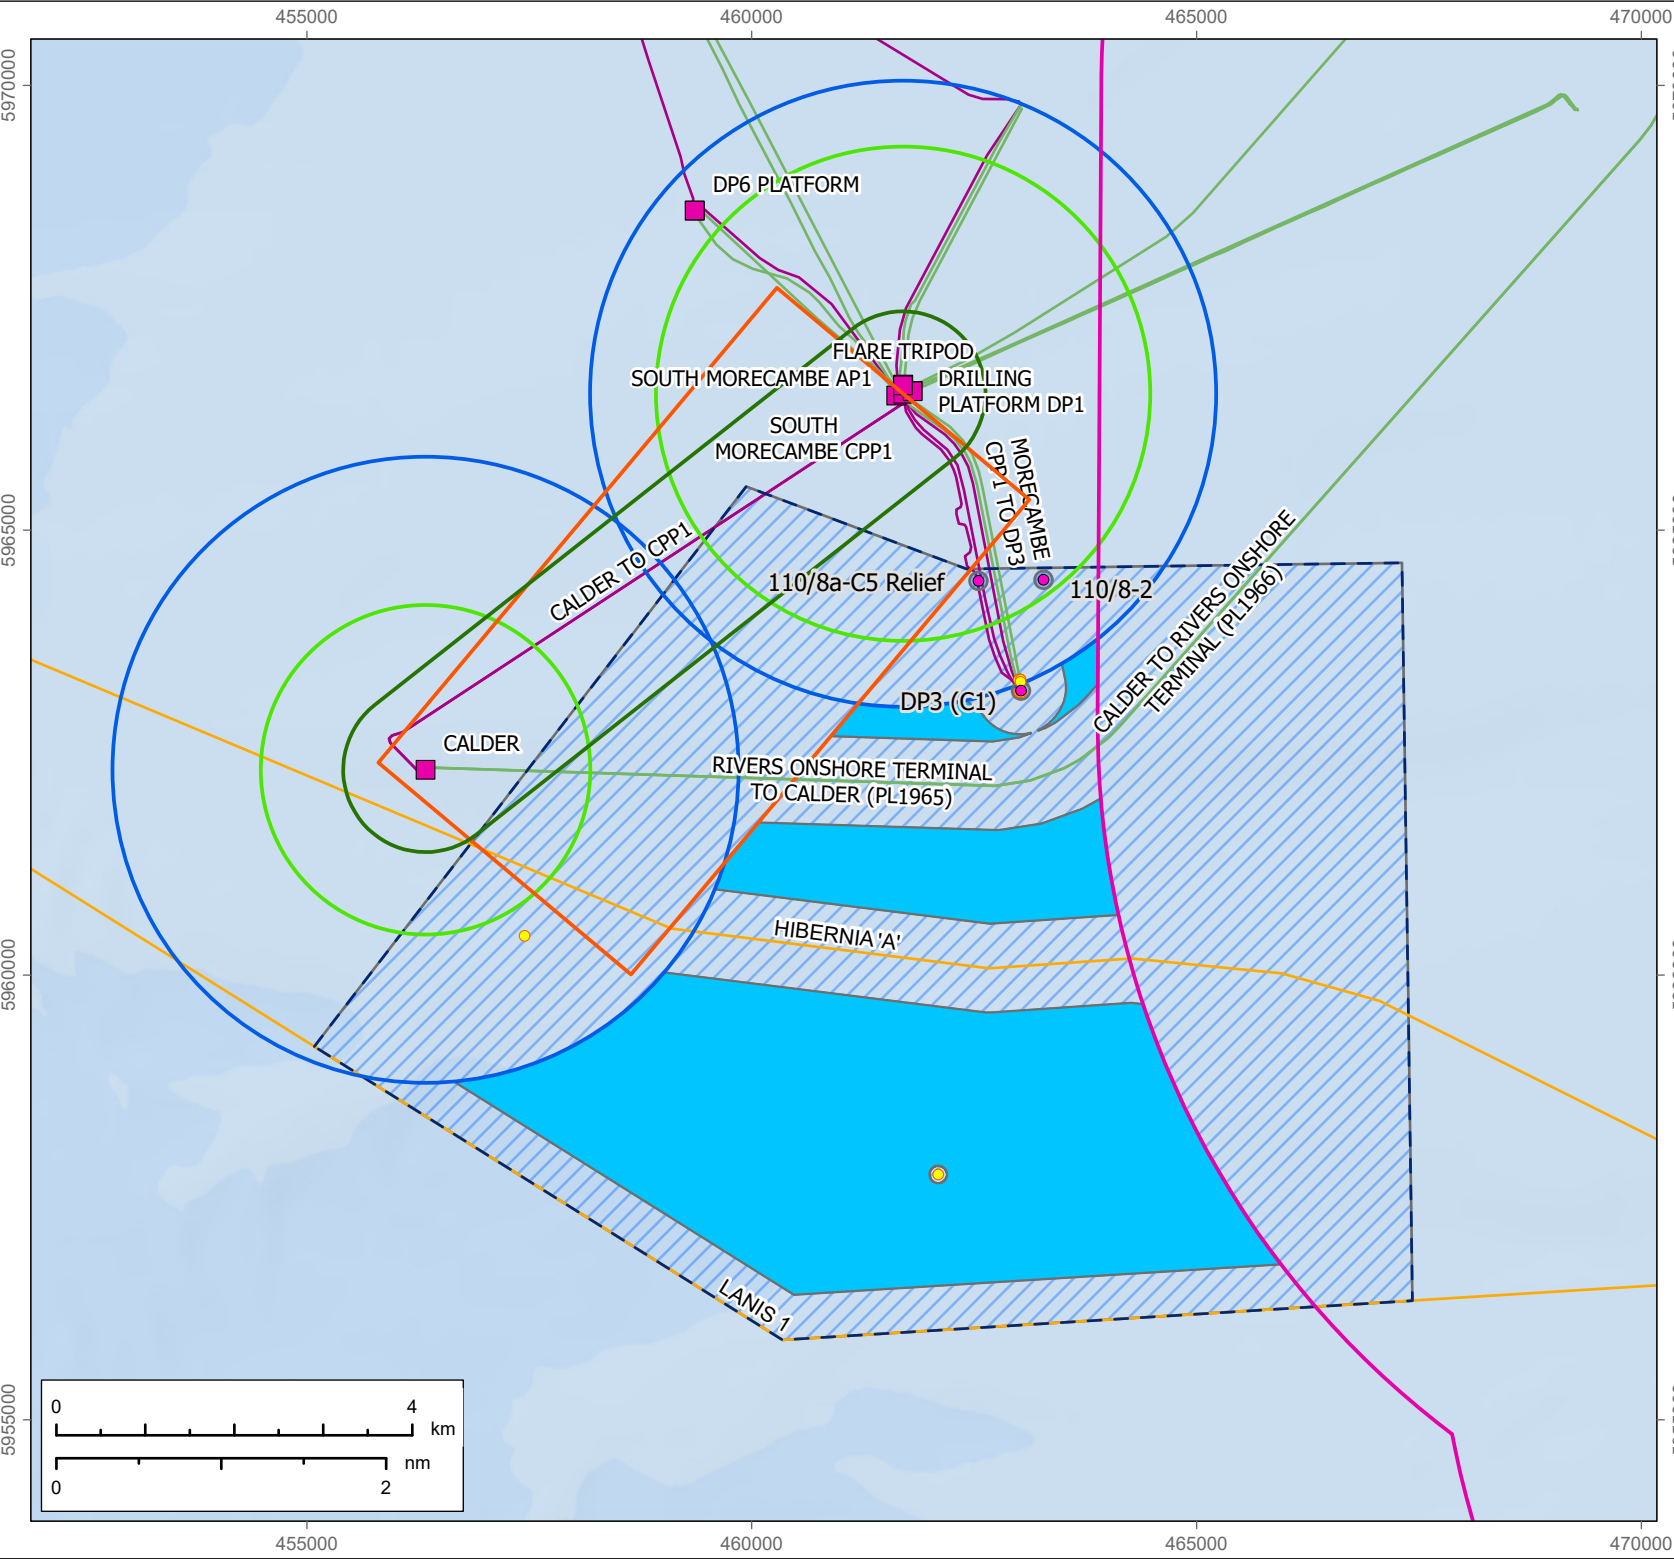 455000
460000
465000
470000
5970000
5965000
5960000
5955000
DP6 PLATFORM
FLARE TRIPOD
SOUTH MORECAMBE AP1
DRILLING
PLATFORM DP1
SOUTH
MORECAMBE CPP1
MORECAMBE
CPP1 TO DP3
CALDER TO CPP1
110/8a-C5 Relief
110/8-2
CALDER TO RIVERS ONSHORE
TERMINAL (PL1966)
DP3 (C1)
CALDER
RIVERS ONSHORE TERMINAL
TO CALDER (PL1965)
HIBERNIA 'A'
LANIS 1
0
4
km
nm
0
2
455000
460000
465000
470000